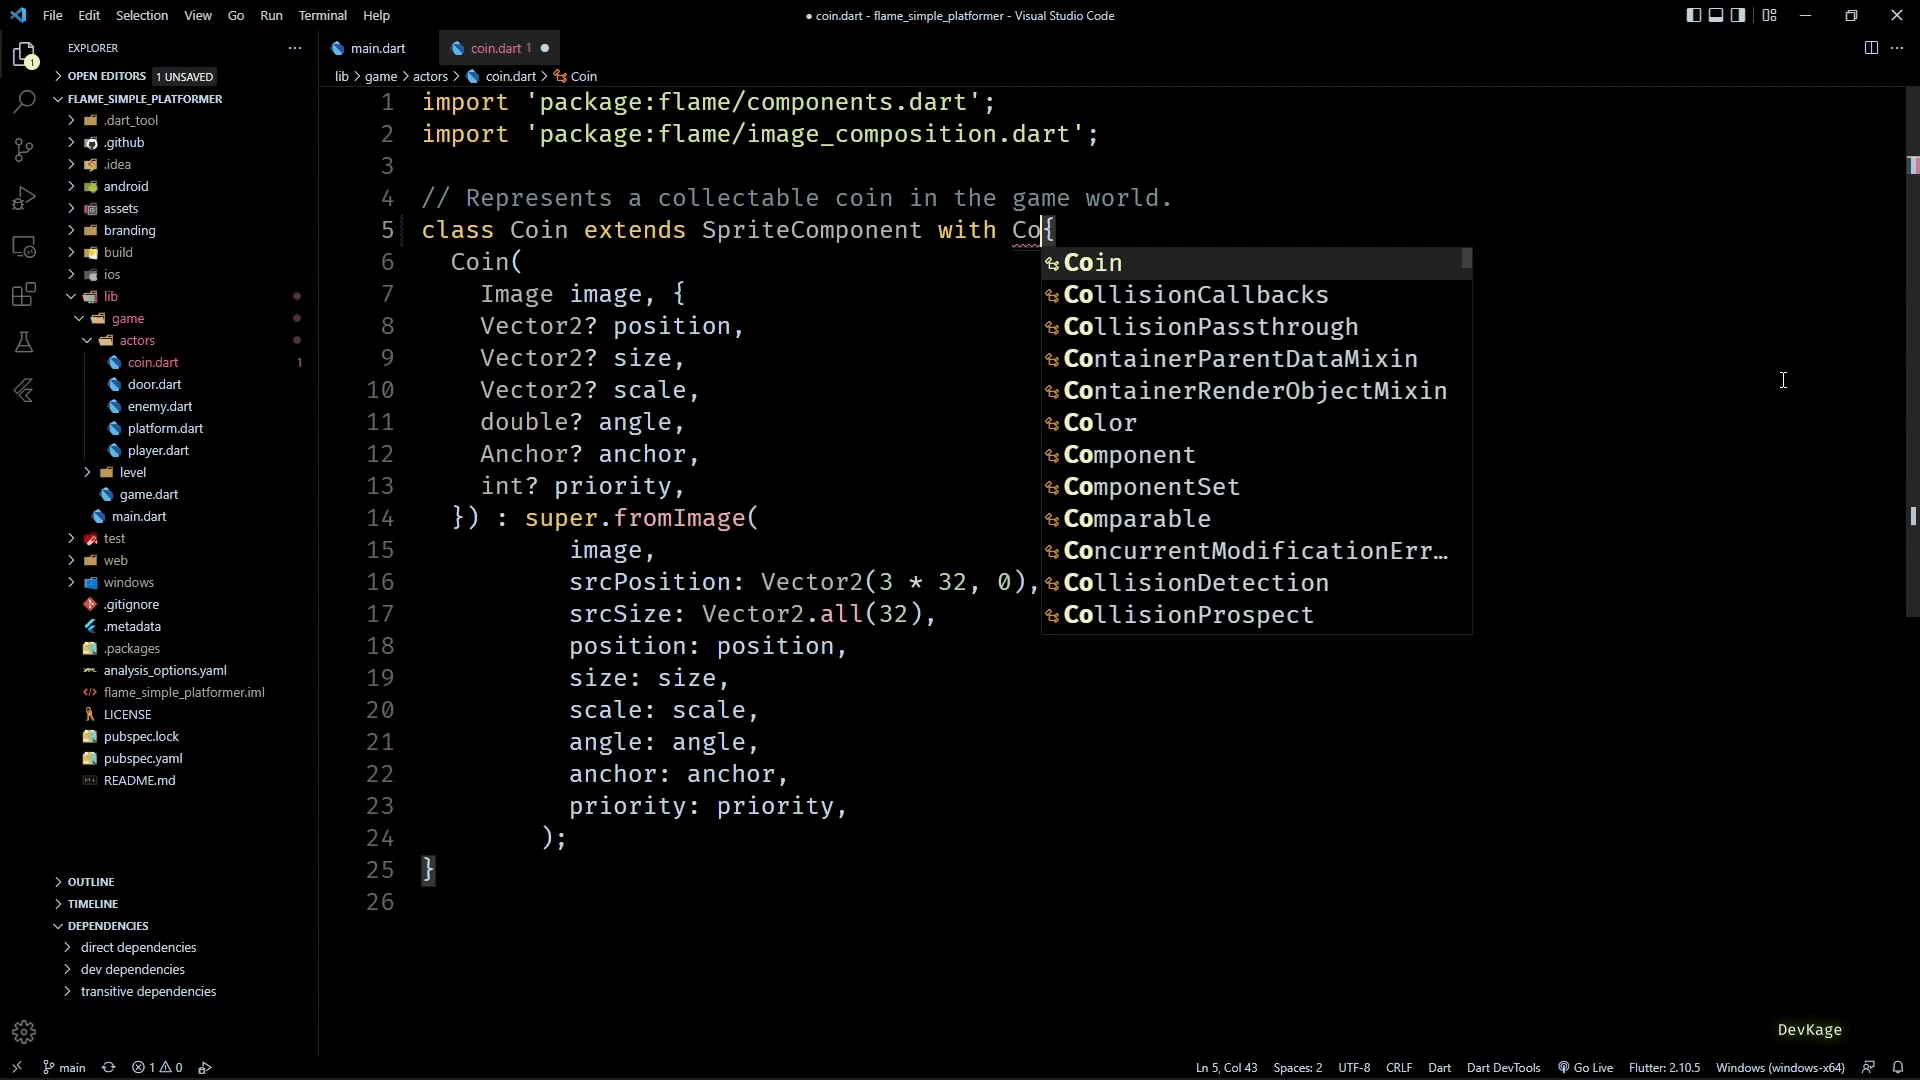 File Edit Selection View Go Run Terminal Help
● coin.dart - flame_simple_platformer - Visual Studio Code
EXPLORER
OPEN EDITORS 1 UNSAVED
FLAME_SIMPLE_PLATFORMER
.dart_tool
.github
.idea
android
assets
branding
build
ios
lib
game
actors
coin.dart 1
door.dart
enemy.dart
platform.dart
player.dart
level
game.dart
main.dart
test
web
windows
.gitignore
.metadata
.packages
analysis_options.yaml
flame_simple_platformer.iml
LICENSE
pubspec.lock
pubspec.yaml
README.md
OUTLINE
TIMELINE
DEPENDENCIES
direct dependencies
dev dependencies
transitive dependencies
main.dart
coin.dart 1 ●
lib > game > actors > coin.dart > Coin
1 import 'package:flame/components.dart';
2 import 'package:flame/image_composition.dart';
3
4 // Represents a collectable coin in the game world.
5 class Coin extends SpriteComponent with Co{
6 Coin(
7 Image image, {
8 Vector2? position,
9 Vector2? size,
10 Vector2? scale,
11 double? angle,
12 Anchor? anchor,
13 int? priority,
14 }) : super.fromImage(
15 image,
16 srcPosition: Vector2(3 * 32, 0),
17 srcSize: Vector2.all(32),
18 position: position,
19 size: size,
20 scale: scale,
21 angle: angle,
22 anchor: anchor,
23 priority: priority,
24 );
25 }
26
Coin
CollisionCallbacks
CollisionPassthrough
ContainerParentDataMixin
ContainerRenderObjectMixin
Color
Component
ComponentSet
Comparable
ConcurrentModificationErr…
CollisionDetection
CollisionProspect
DevKage
main 1 0
Ln 5, Col 43 Spaces: 2 UTF-8 CRLF Dart Dart DevTools Go Live Flutter: 2.10.5 Windows (windows-x64)